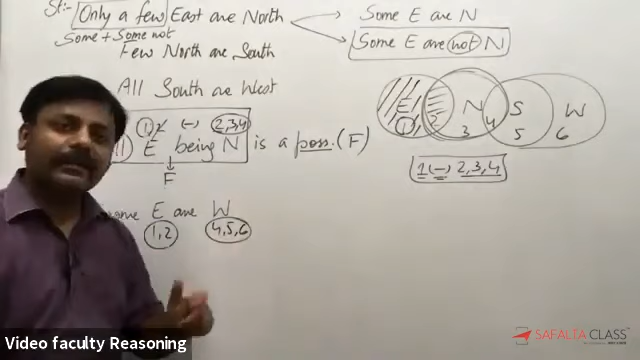 St:- Only a few East are North
Some + Some not
Few North are South
All South are West
Some E are N
Some E are not N
E
N
S
W
1
2
3
4
5
6
1 (-) 2,3,4
1,2 (-) 2,3,4
E being N is a poss. (F)
F
E are W
1,2 4,5,6
SAFALTA CLASS
Video faculty Reasoning